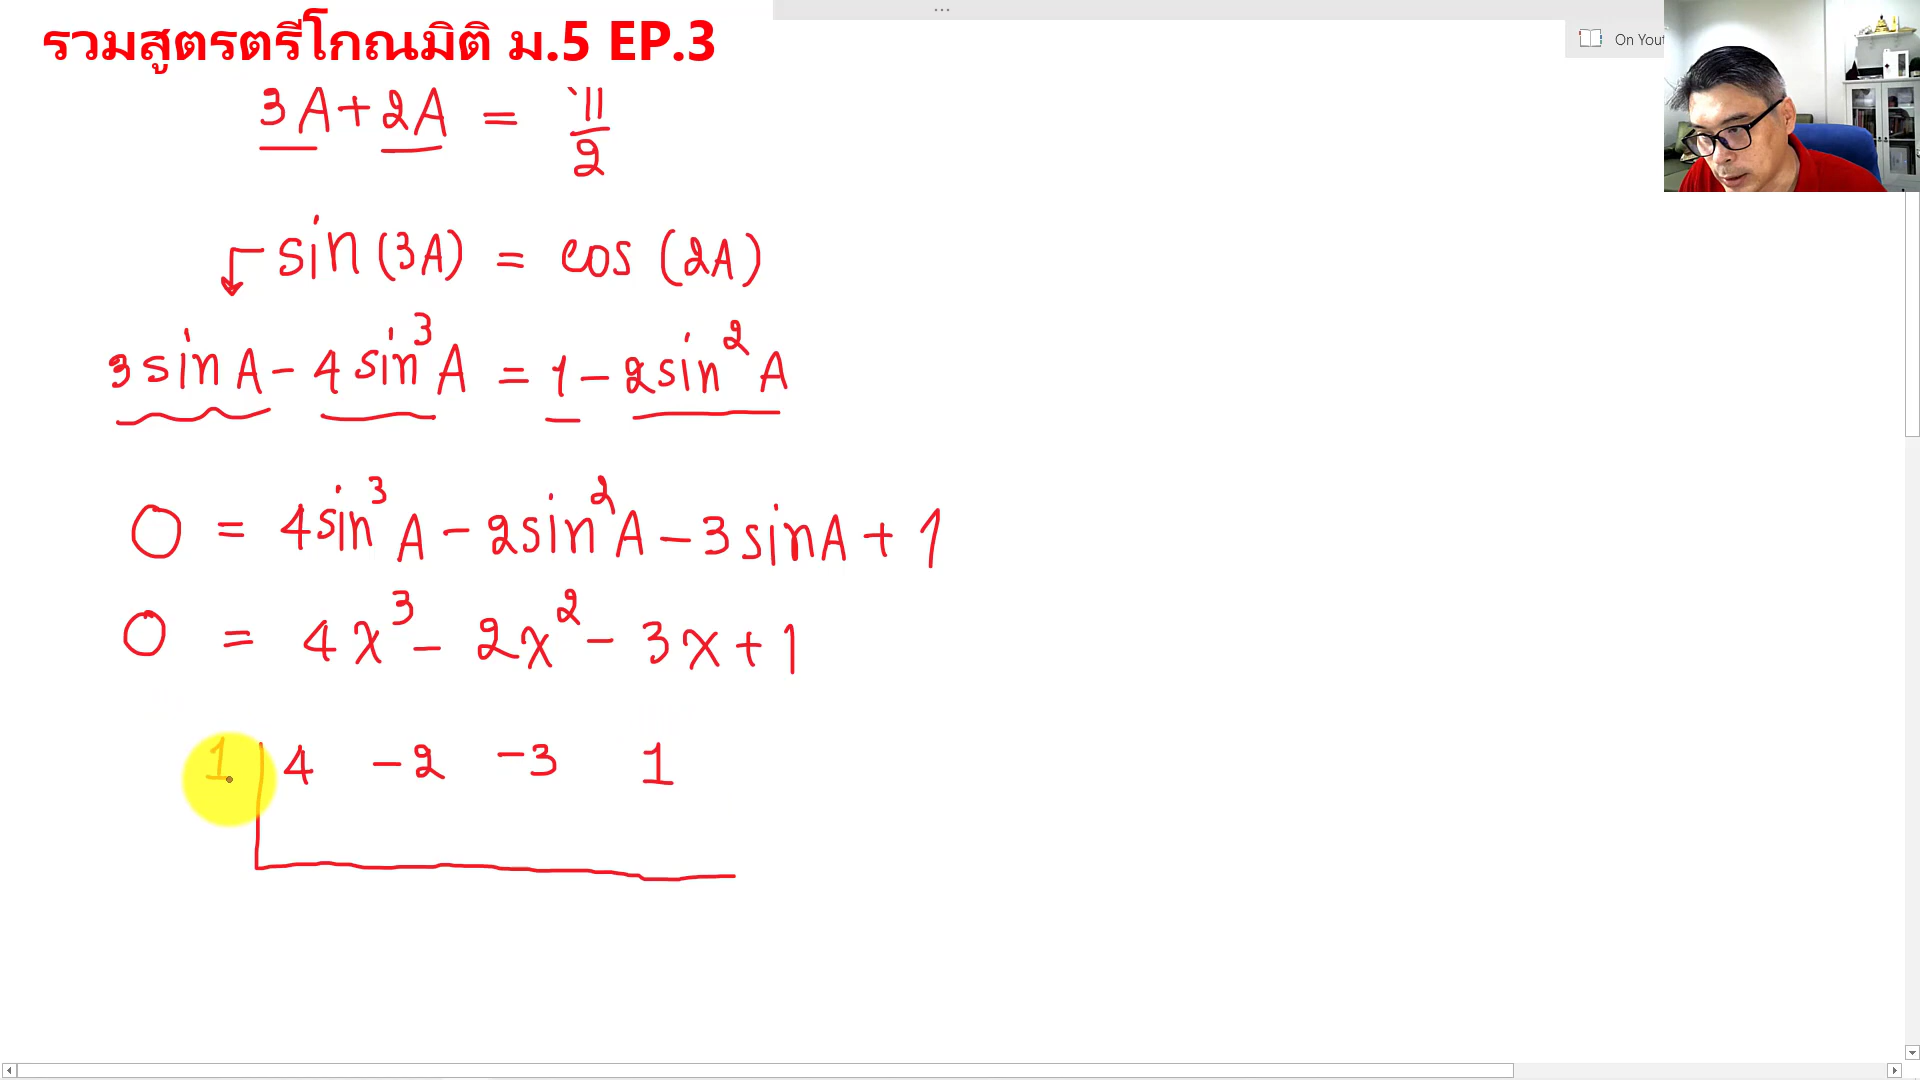 ...
On Yout
รวมสูตรตรีโกณมิติ ม.5 EP.3
3A + 2A = π/2
sin(3A) = cos(2A)
3sinA - 4sin³A = 1 - 2sin²A
0 = 4sin³A - 2sin²A - 3sinA + 1
0 = 4x³ - 2x² - 3x + 1
1 4 -2 -3 1